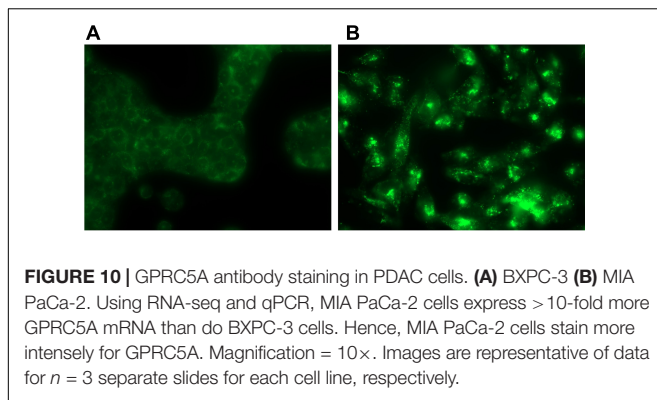 A
B
FIGURE 10 | GPRC5A antibody staining in PDAC cells. (A) BXPC-3 (B) MIA
PaCa-2. Using RNA-seq and qPCR, MIA PaCa-2 cells express >10-fold more
GPRC5A mRNA than do BXPC-3 cells. Hence, MIA PaCa-2 cells stain more
intensely for GPRC5A. Magnification = 10×. Images are representative of data
for n = 3 separate slides for each cell line, respectively.